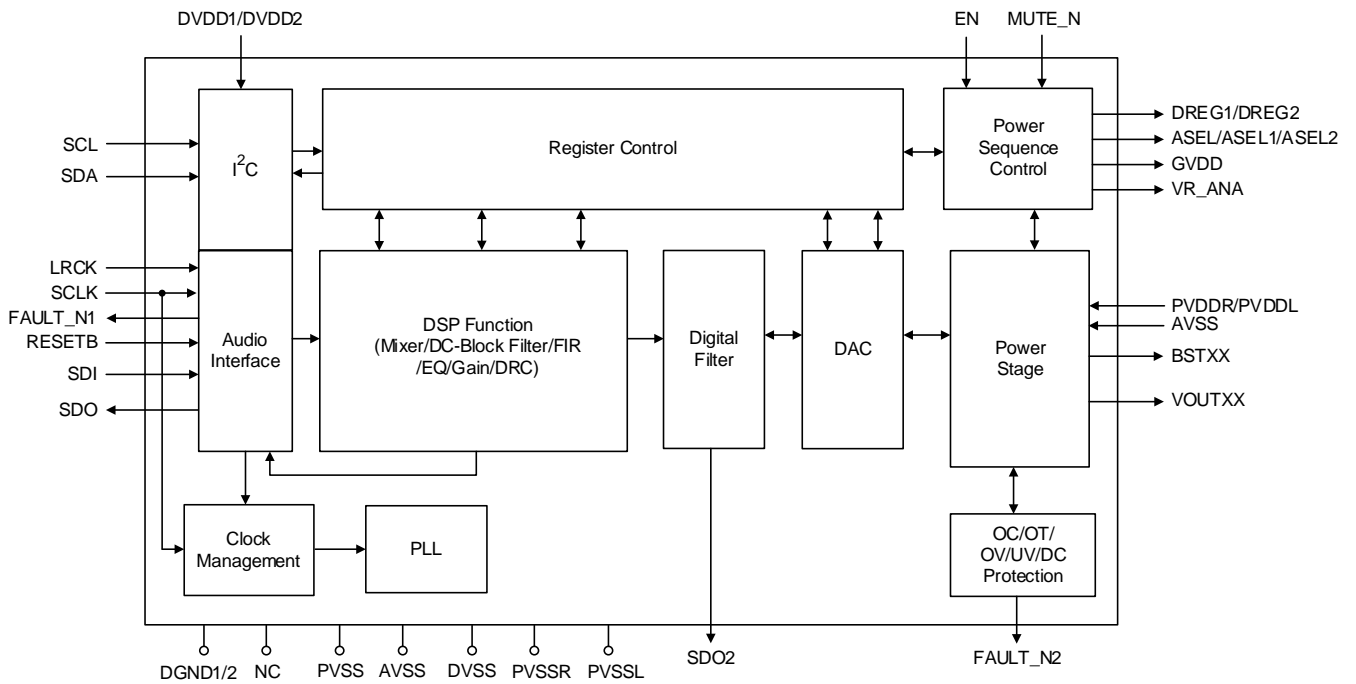 DVDD1/DVDD2
EN
MUTE_N
SCL
SDA
I²C
Register Control
Power
Sequence
Control
DREG1/DREG2
ASEL/ASEL1/ASEL2
GVDD
VR_ANA
LRCK
SCLK
FAULT_N1
RESETB
SDI
SDO
Audio
Interface
DSP Function
(Mixer/DC-Block Filter/FIR
/EQ/Gain/DRC)
Digital
Filter
DAC
Power
Stage
PVDDR/PVDDL
AVSS
BSTXX
VOUTXX
Clock
Management
PLL
OC/OT/
OV/UV/DC
Protection
DGND1/2
NC
PVSS
AVSS
DVSS
PVSSR
PVSSL
SDO2
FAULT_N2